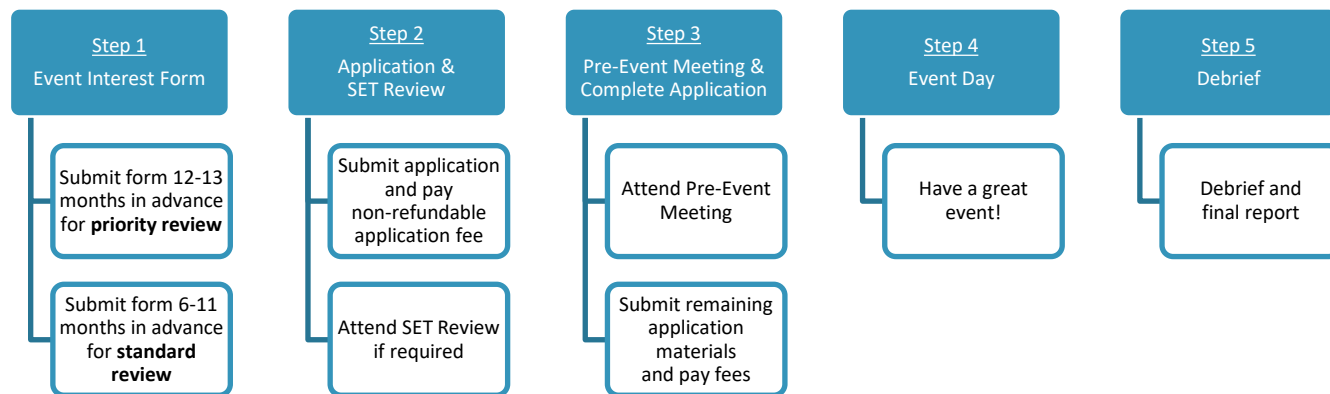 Step 1
Event Interest Form
Submit form 12-13
months in advance
for priority review
Submit form 6-11
months in advance
for standard
review
Step 2
Application &
SET Review
Submit application
and pay
non-refundable
application fee
Attend SET Review
if required
Step 3
Pre-Event Meeting &
Complete Application
Attend Pre-Event
Meeting
Submit remaining
application
materials
and pay fees
Step 4
Event Day
Have a great
event!
Step 5
Debrief
Debrief and
final report